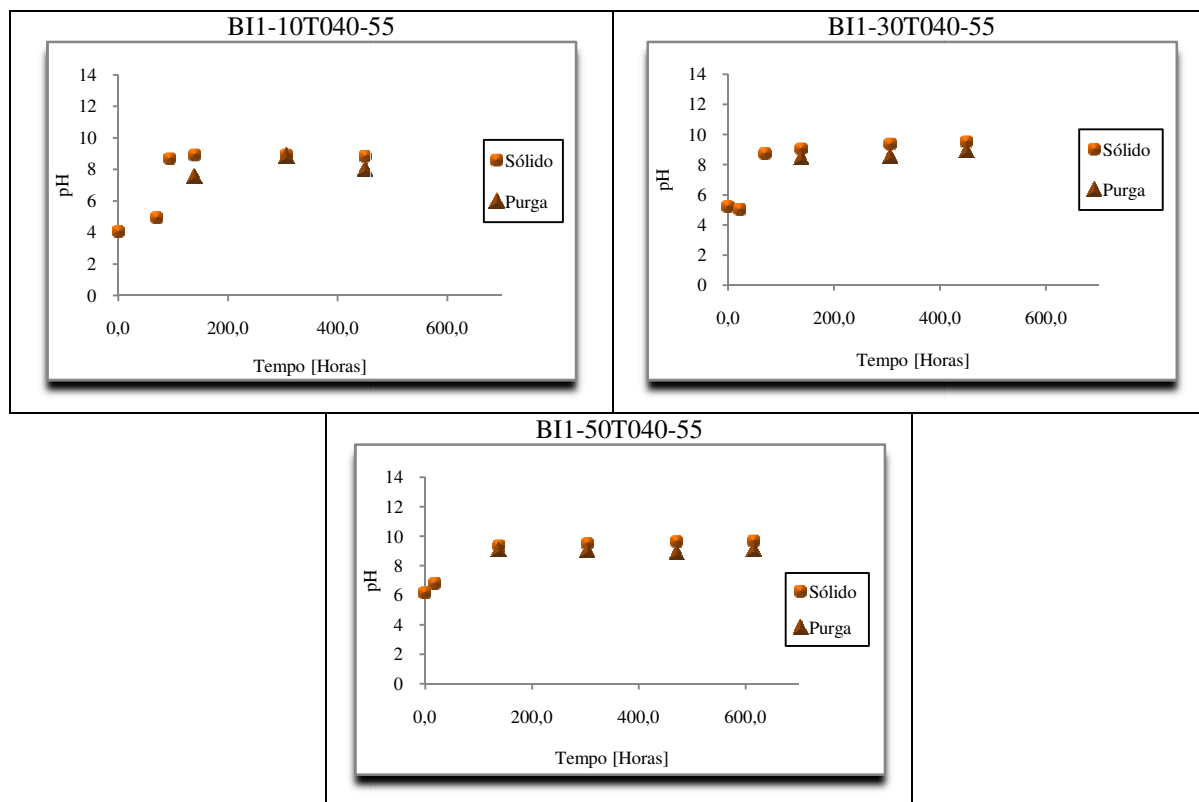 BI1-10T040-55
pH
14
12
10
8
6
4
2
0
0,0
200,0
400,0
600,0
Tempo [Horas]
Sólido
Purga
BI1-30T040-55
pH
14
12
10
8
6
4
2
0
0,0
200,0
400,0
600,0
Tempo [Horas]
Sólido
Purga
BI1-50T040-55
pH
14
12
10
8
6
4
2
0
0,0
200,0
400,0
600,0
Tempo [Horas]
Sólido
Purga